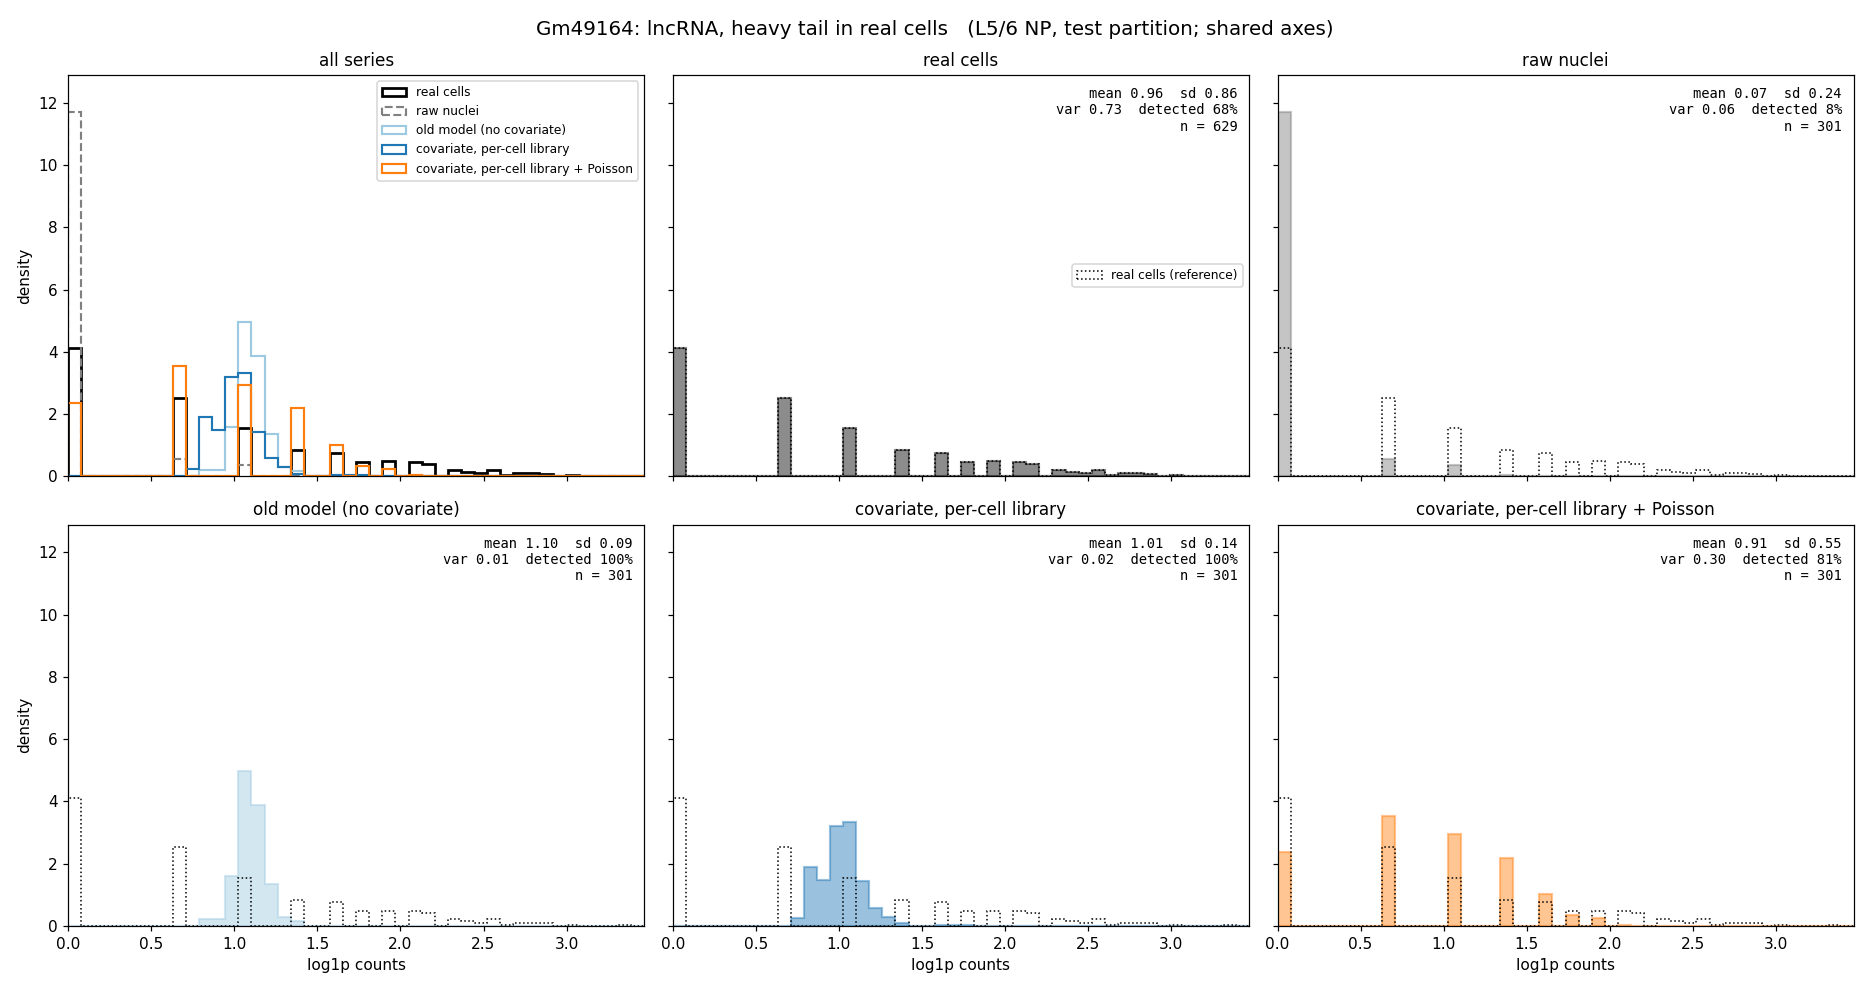 Gm49164: lncRNA, heavy tail in real cells (L5/6 NP, test partition; shared axes)
all series
density
12
10
8
6
4
2
0
real cells
raw nuclei
old model (no covariate)
covariate, per-cell library
covariate, per-cell library + Poisson
real cells
mean 0.96 sd 0.86
var 0.73 detected 68%
n = 629
real cells (reference)
raw nuclei
mean 0.07 sd 0.24
var 0.06 detected 8%
n = 301
old model (no covariate)
density
12
10
8
6
4
2
0
mean 1.10 sd 0.09
var 0.01 detected 100%
n = 301
0.0 0.5 1.0 1.5 2.0 2.5 3.0
log1p counts
covariate, per-cell library
mean 1.01 sd 0.14
var 0.02 detected 100%
n = 301
0.0 0.5 1.0 1.5 2.0 2.5 3.0
log1p counts
covariate, per-cell library + Poisson
mean 0.91 sd 0.55
var 0.30 detected 81%
n = 301
0.0 0.5 1.0 1.5 2.0 2.5 3.0
log1p counts